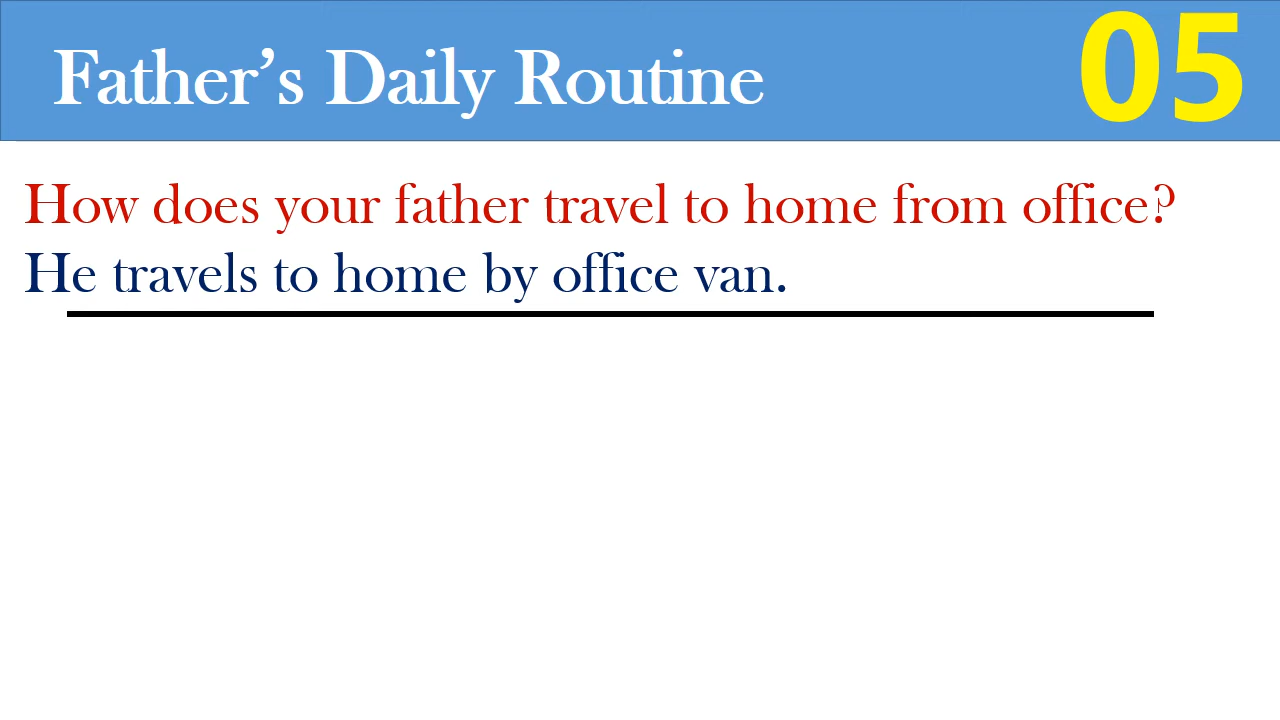 Father’s Daily Routine
05
How does your father travel to home from office?
He travels to home by office van.